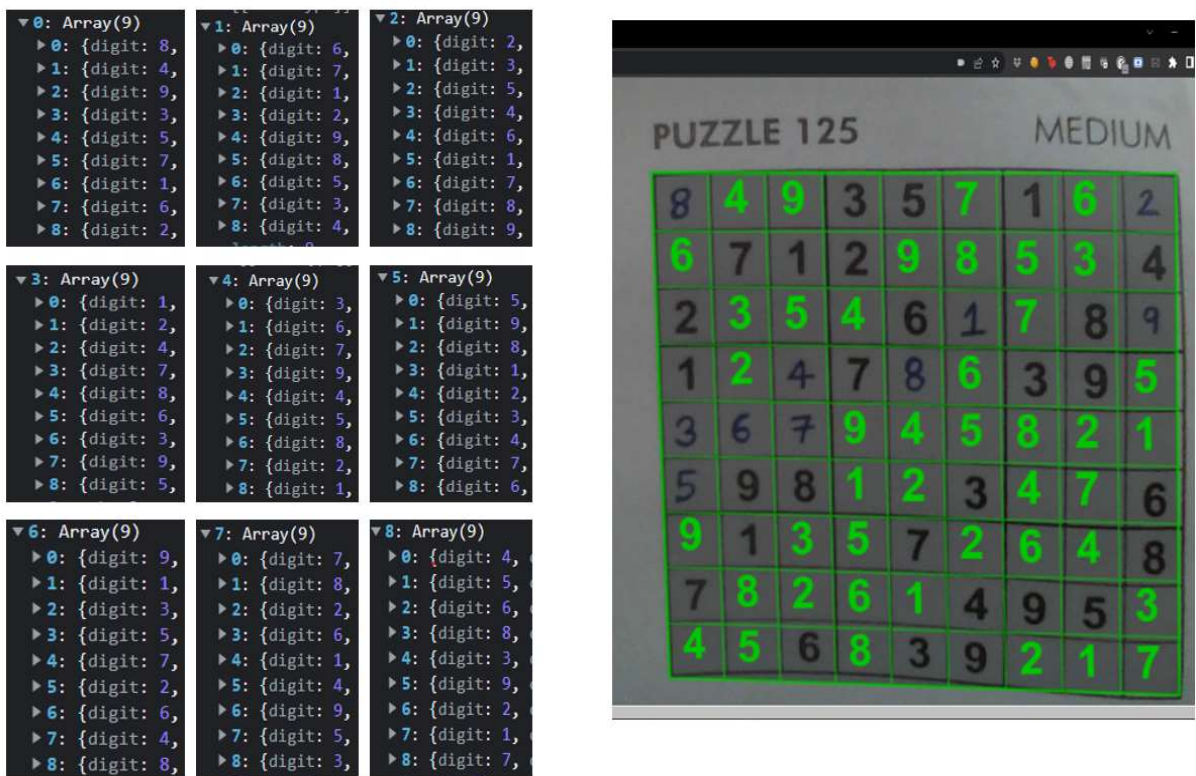 ▼0: Array(9)
▶0: {digit: 8,
▶1: {digit: 4,
▶2: {digit: 9,
▶3: {digit: 3,
▶4: {digit: 5,
▶5: {digit: 7,
▶6: {digit: 1,
▶7: {digit: 6,
▶8: {digit: 2,
▼1: Array(9)
▶0: {digit: 6,
▶1: {digit: 7,
▶2: {digit: 1,
▶3: {digit: 2,
▶4: {digit: 9,
▶5: {digit: 8,
▶6: {digit: 5,
▶7: {digit: 3,
▶8: {digit: 4,
▼2: Array(9)
▶0: {digit: 2,
▶1: {digit: 3,
▶2: {digit: 5,
▶3: {digit: 4,
▶4: {digit: 6,
▶5: {digit: 1,
▶6: {digit: 7,
▶7: {digit: 8,
▶8: {digit: 9,
▼3: Array(9)
▶0: {digit: 1,
▶1: {digit: 2,
▶2: {digit: 4,
▶3: {digit: 7,
▶4: {digit: 8,
▶5: {digit: 6,
▶6: {digit: 3,
▶7: {digit: 9,
▶8: {digit: 5,
▼4: Array(9)
▶0: {digit: 3,
▶1: {digit: 6,
▶2: {digit: 7,
▶3: {digit: 9,
▶4: {digit: 4,
▶5: {digit: 5,
▶6: {digit: 8,
▶7: {digit: 2,
▶8: {digit: 1,
▼5: Array(9)
▶0: {digit: 5,
▶1: {digit: 9,
▶2: {digit: 8,
▶3: {digit: 1,
▶4: {digit: 2,
▶5: {digit: 3,
▶6: {digit: 4,
▶7: {digit: 7,
▶8: {digit: 6,
▼6: Array(9)
▶0: {digit: 9,
▶1: {digit: 1,
▶2: {digit: 3,
▶3: {digit: 5,
▶4: {digit: 7,
▶5: {digit: 2,
▶6: {digit: 6,
▶7: {digit: 4,
▶8: {digit: 8,
▼7: Array(9)
▶0: {digit: 7,
▶1: {digit: 8,
▶2: {digit: 2,
▶3: {digit: 6,
▶4: {digit: 1,
▶5: {digit: 4,
▶6: {digit: 9,
▶7: {digit: 5,
▶8: {digit: 3,
▼8: Array(9)
▶0: {digit: 4,
▶1: {digit: 5,
▶2: {digit: 6,
▶3: {digit: 8,
▶4: {digit: 3,
▶5: {digit: 9,
▶6: {digit: 2,
▶7: {digit: 1,
▶8: {digit: 7,
PUZZLE 125 MEDIUM
8 4 9 3 5 7 1 6 2
6 7 1 2 9 8 5 3 4
2 3 5 4 6 1 7 8 9
1 2 4 7 8 6 3 9 5
3 6 7 9 4 5 8 2 1
5 9 8 1 2 3 4 7 6
9 1 3 5 7 2 6 4 8
7 8 2 6 1 4 9 5 3
4 5 6 8 3 9 2 1 7